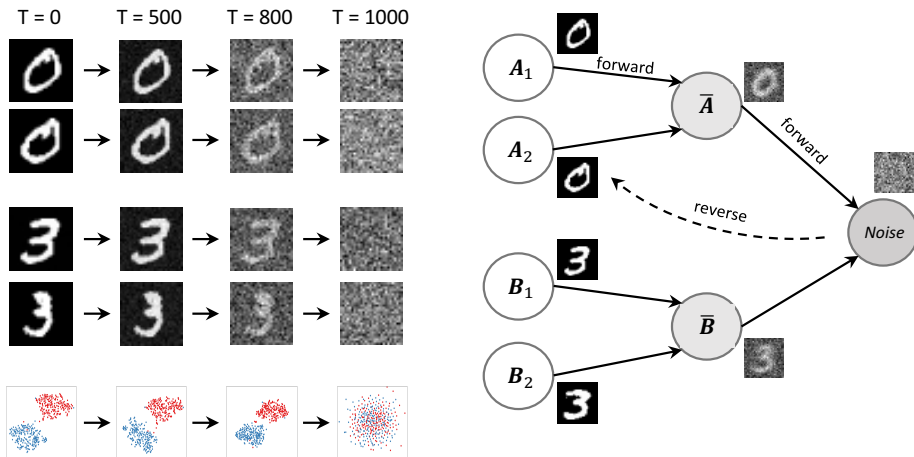 T = 0
T = 500
T = 800
T = 1000
A₁
forward
A̅
A₂
forward
reverse
Noise
B₁
B̅
B₂